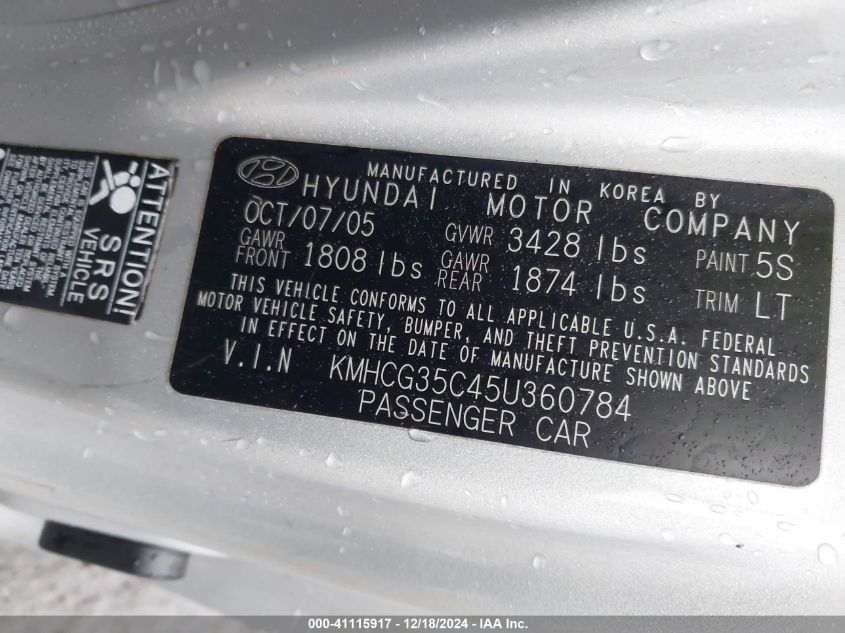 MANUFACTURED IN KOREA BY
HYUNDAI MOTOR COMPANY
OCT/07/05 GVWR 3428 lbs PAINT 5S
GAWR FRONT 1808 lbs GAWR REAR 1874 lbs TRIM LT
THIS VEHICLE CONFORMS TO ALL APPLICABLE U.S.A. FEDERAL
MOTOR VEHICLE SAFETY, BUMPER, AND THEFT PREVENTION STANDARDS
IN EFFECT ON THE DATE OF MANUFACTURE SHOWN ABOVE
V.I.N KMHCG35C45U360784
PASSENGER CAR
ATTENTION!
SRS
VEHICLE
000-41115917 - 12/18/2024 - IAA Inc.